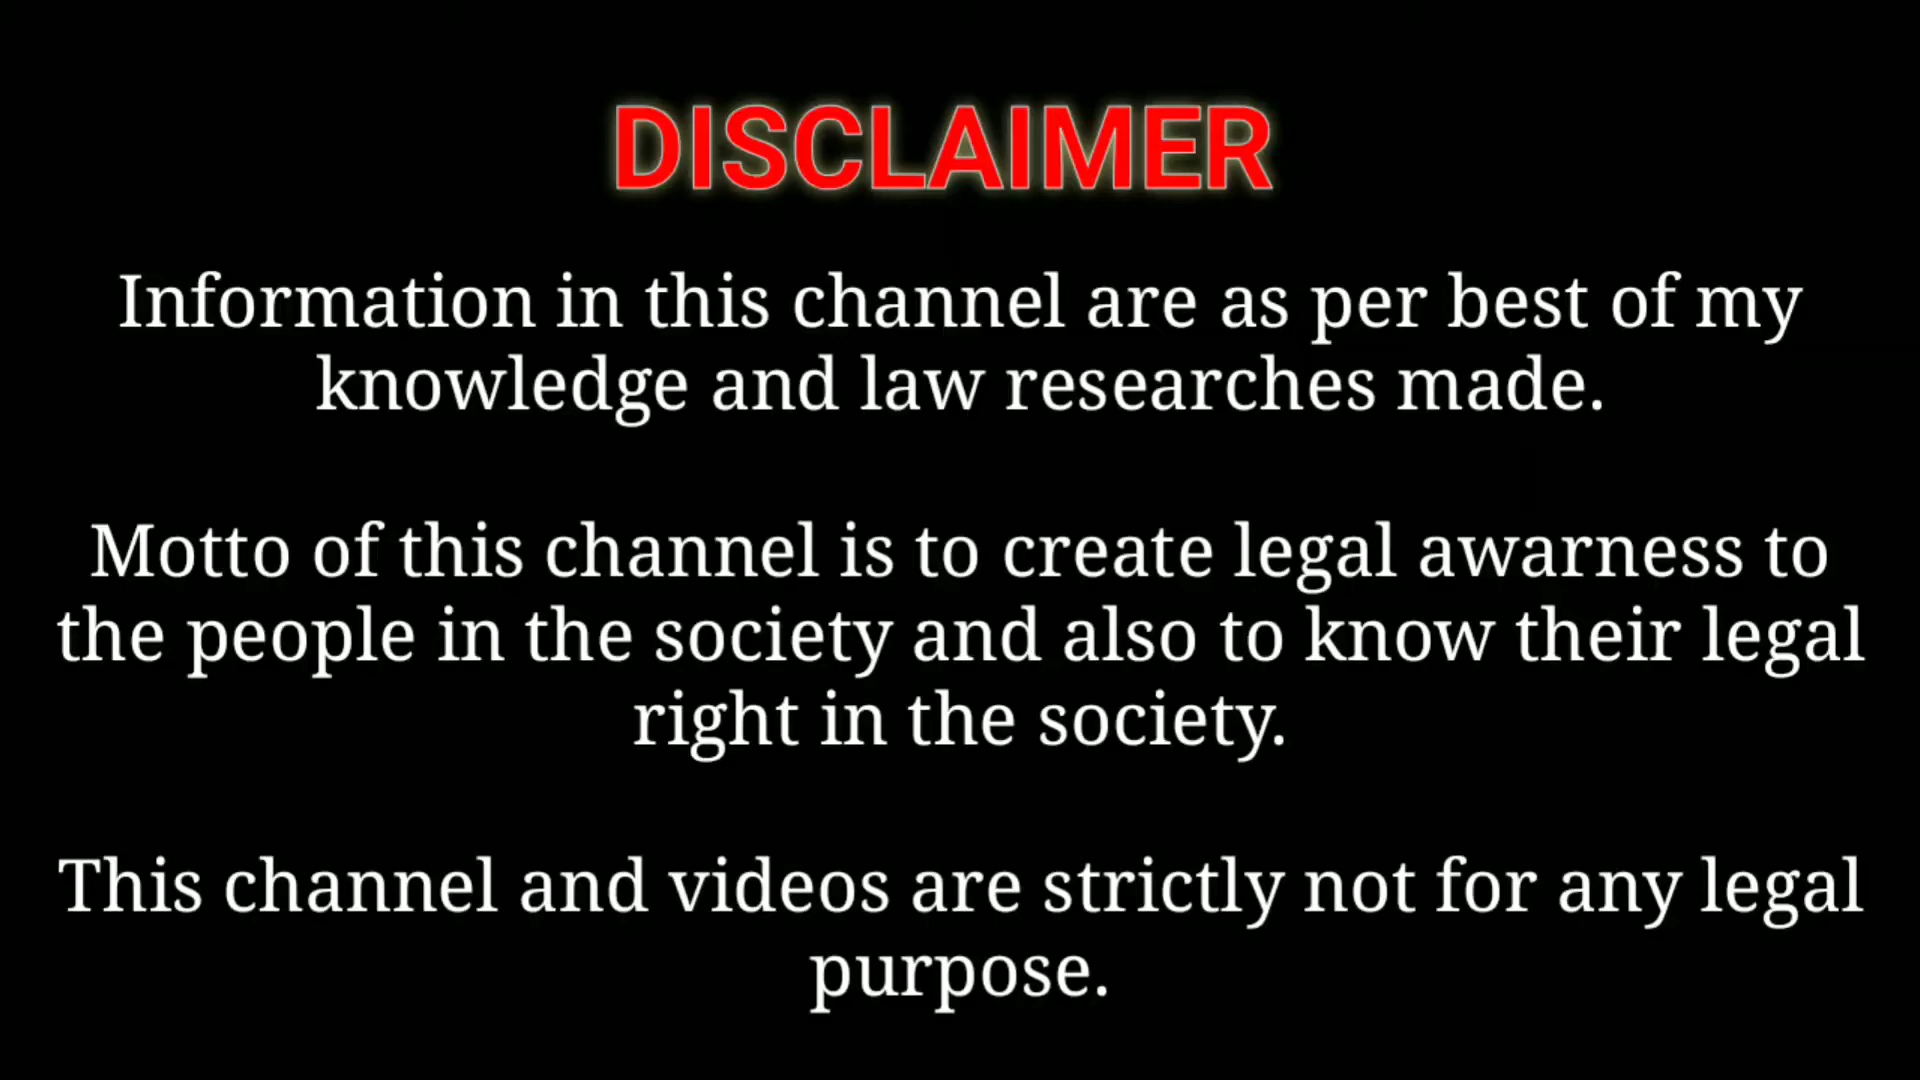 DISCLAIMER
Information in this channel are as per best of my
knowledge and law researches made.
Motto of this channel is to create legal awarness to
the people in the society and also to know their legal
right in the society.
This channel and videos are strictly not for any legal
purpose.